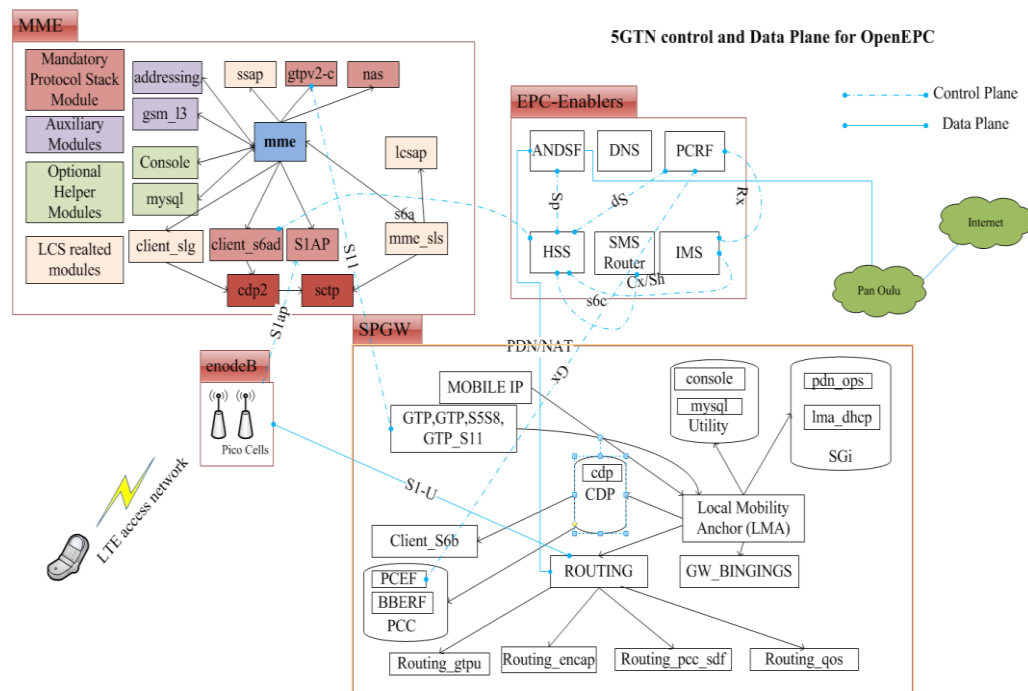 MME
5GTN control and Data Plane for OpenEPC
Mandatory
Protocol Stack
Module
Auxiliary
Modules
Optional
Helper
Modules
LCS realted
modules
addressing
gsm_l3
Console
mysql
client_slg
ssap
gtpv2-c
nas
mme
lcsap
s6a
mme_sls
client_s6ad
S1AP
cdp2
sctp
S11
S1ap
EPC-Enablers
ANDSF
DNS
PCRF
Sp
Sp
Rx
HSS
SMS
Router
IMS
Cx/Sh
s6c
Control Plane
Data Plane
Internet
Pan Oulu
enodeB
Pico Cells
LTE access network
S1-U
SPGW
PDN/NAT
Gx
MOBILE IP
GTP,GTP,S5S8,
GTP_S11
console
mysql
Utility
pdn_ops
lma_dhcp
SGi
cdp
CDP
Local Mobility
Anchor (LMA)
Client_S6b
PCEF
BBERF
PCC
ROUTING
GW_BINGINGS
Routing_gtpu
Routing_encap
Routing_pcc_sdf
Routing_qos